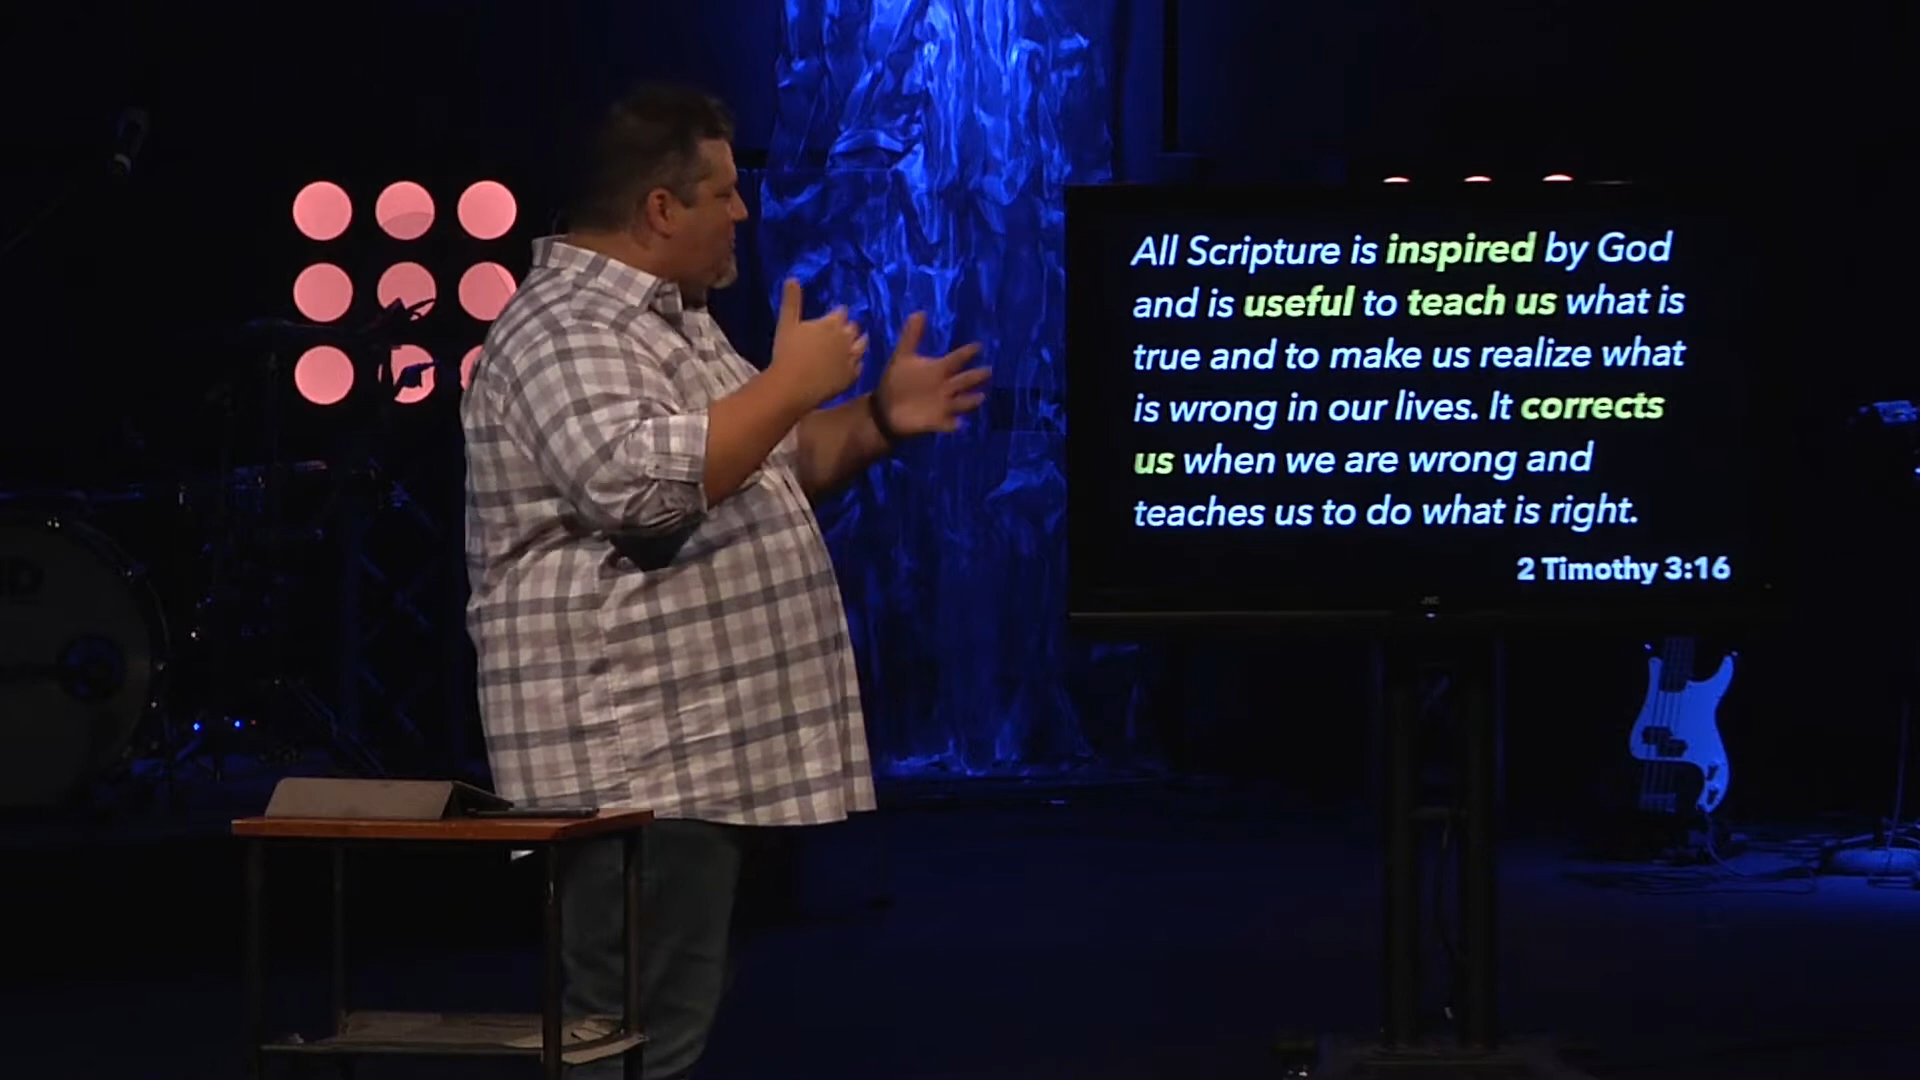 All Scripture is inspired by God
and is useful to teach us what is
true and to make us realize what
is wrong in our lives. It corrects
us when we are wrong and
teaches us to do what is right.
2 Timothy 3:16
JVC